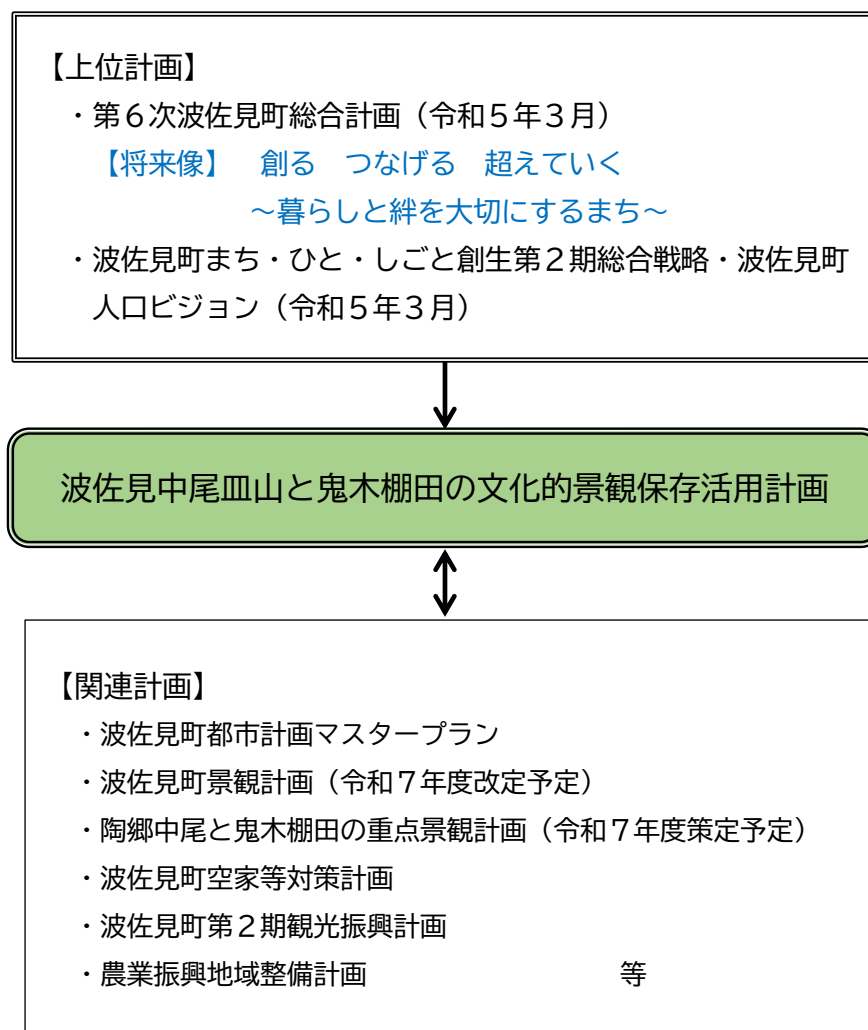 【上位計画】
・第６次波佐見町総合計画（令和５年３月）
【将来像】　創る　つなげる　超えていく
～暮らしと絆を大切にするまち～
・波佐見町まち・ひと・しごと創生第２期総合戦略・波佐見町
人口ビジョン（令和５年３月）
波佐見中尾皿山と鬼木棚田の文化的景観保存活用計画
【関連計画】
・波佐見町都市計画マスタープラン
・波佐見町景観計画（令和７年度改定予定）
・陶郷中尾と鬼木棚田の重点景観計画（令和７年度策定予定）
・波佐見町空家等対策計画
・波佐見町第２期観光振興計画
・農業振興地域整備計画　　　　　　　　　　等